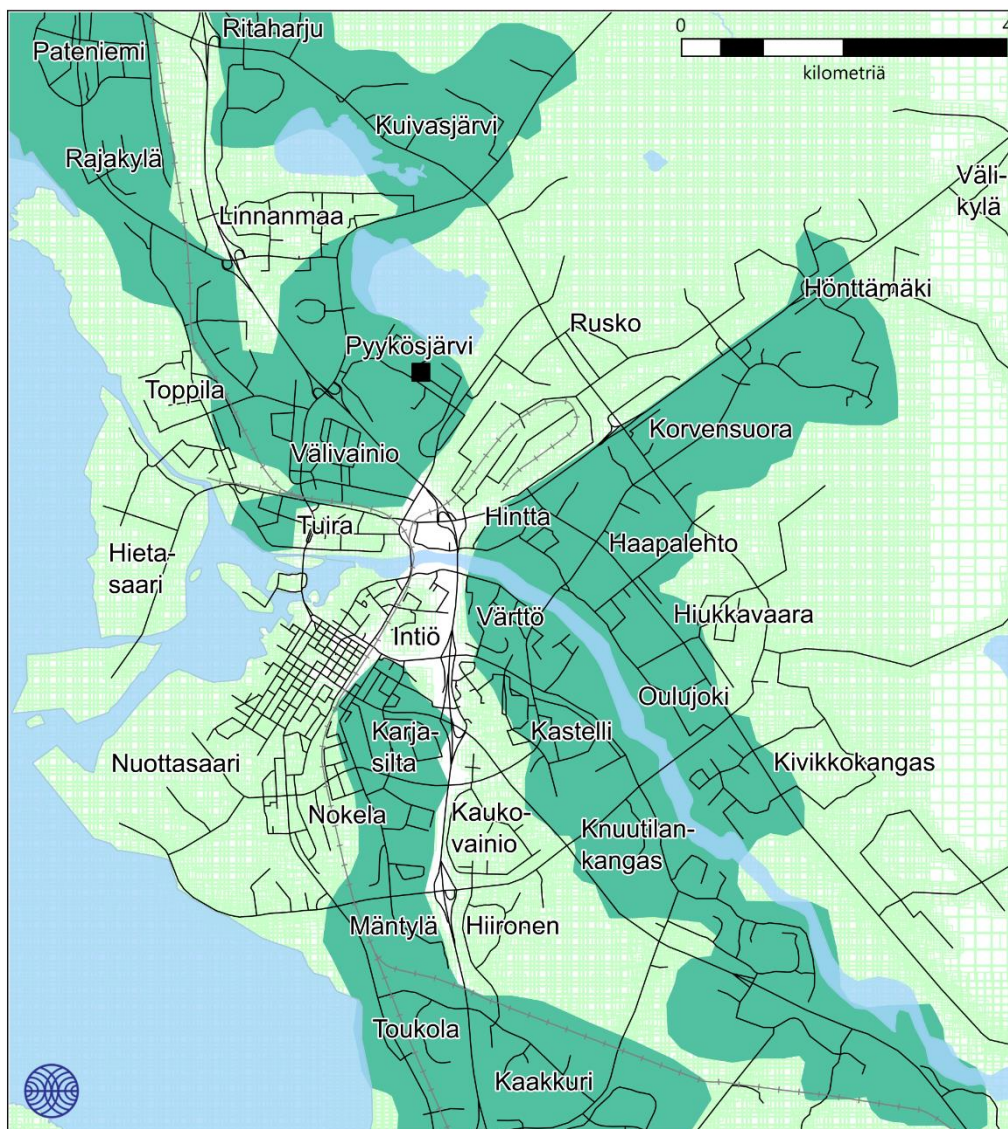 Ritaharju
Pateniemi
0
4
kilometriä
Kuivasjärvi
Rajakylä
Väli-
kylä
Linnanmaa
Hönttämäki
Rusko
Pyykösjärvi
Toppila
Korvensuora
Välivainio
Hintta
Tuira
Haapalehto
Hieta-
saari
Hiukkavaara
Värttö
Intiö
Oulujoki
Karja-
silta
Kastelli
Nuottasaari
Kivikkokangas
Nokela
Kauko-
vainio
Knuutilan-
kangas
Mäntylä
Hiironen
Toukola
Kaakkuri